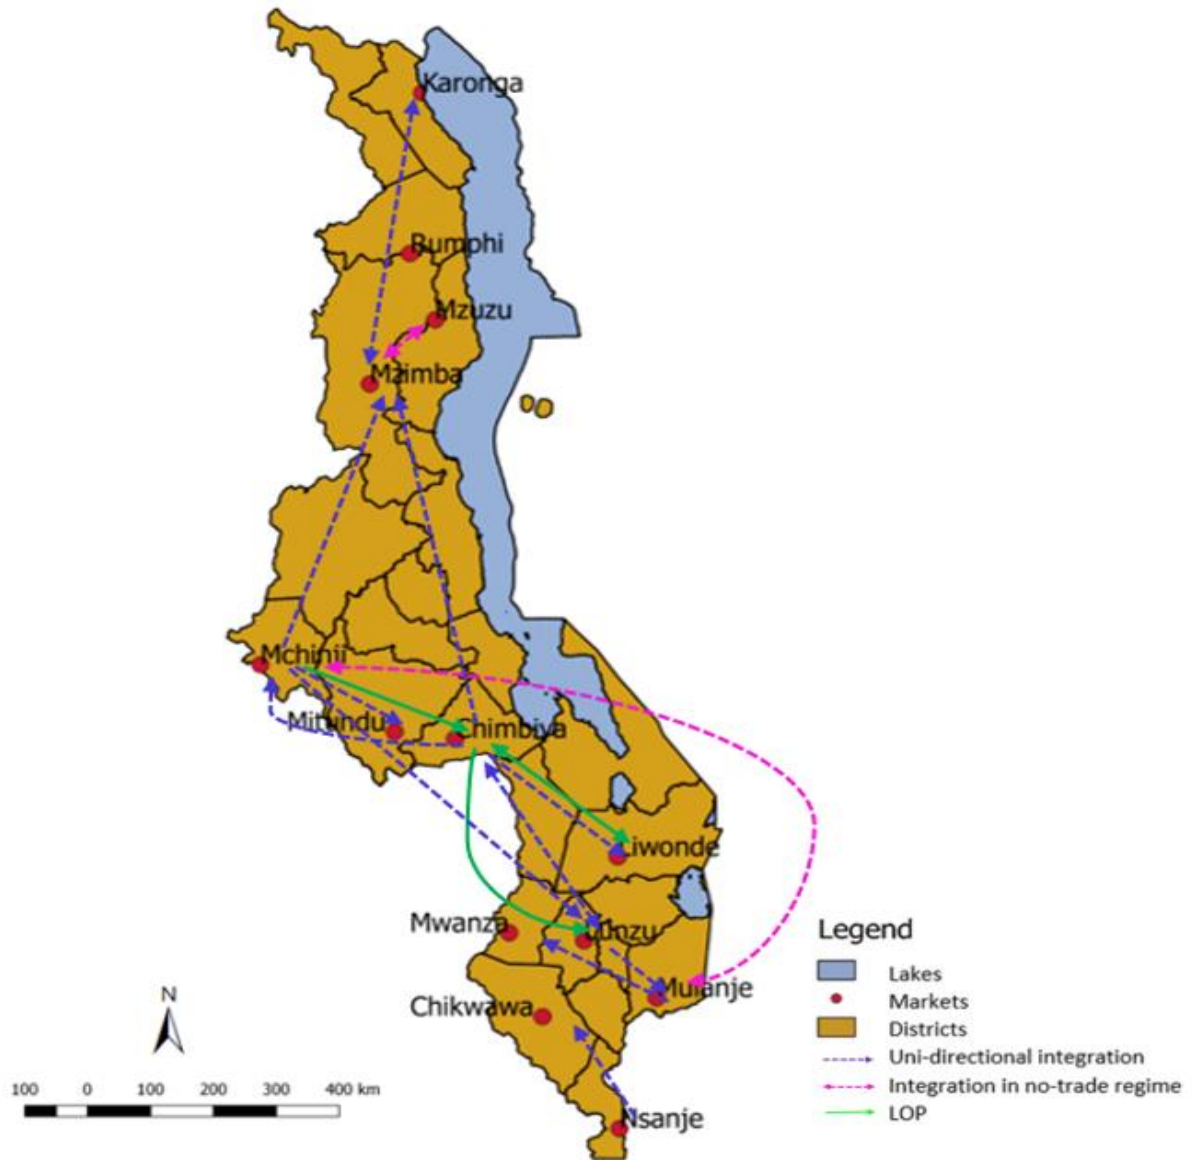 Karonga
Rumphi
Mzuzu
Mzimba
Mchinii
Mitundu
Chimbiya
Liwonde
Mwanza
Lunzu
Mulanje
Chikwawa
Nsanje
N
100 0 100 200 300 400 km
Legend
Lakes
Markets
Districts
Uni-directional integration
Integration in no-trade regime
LOP